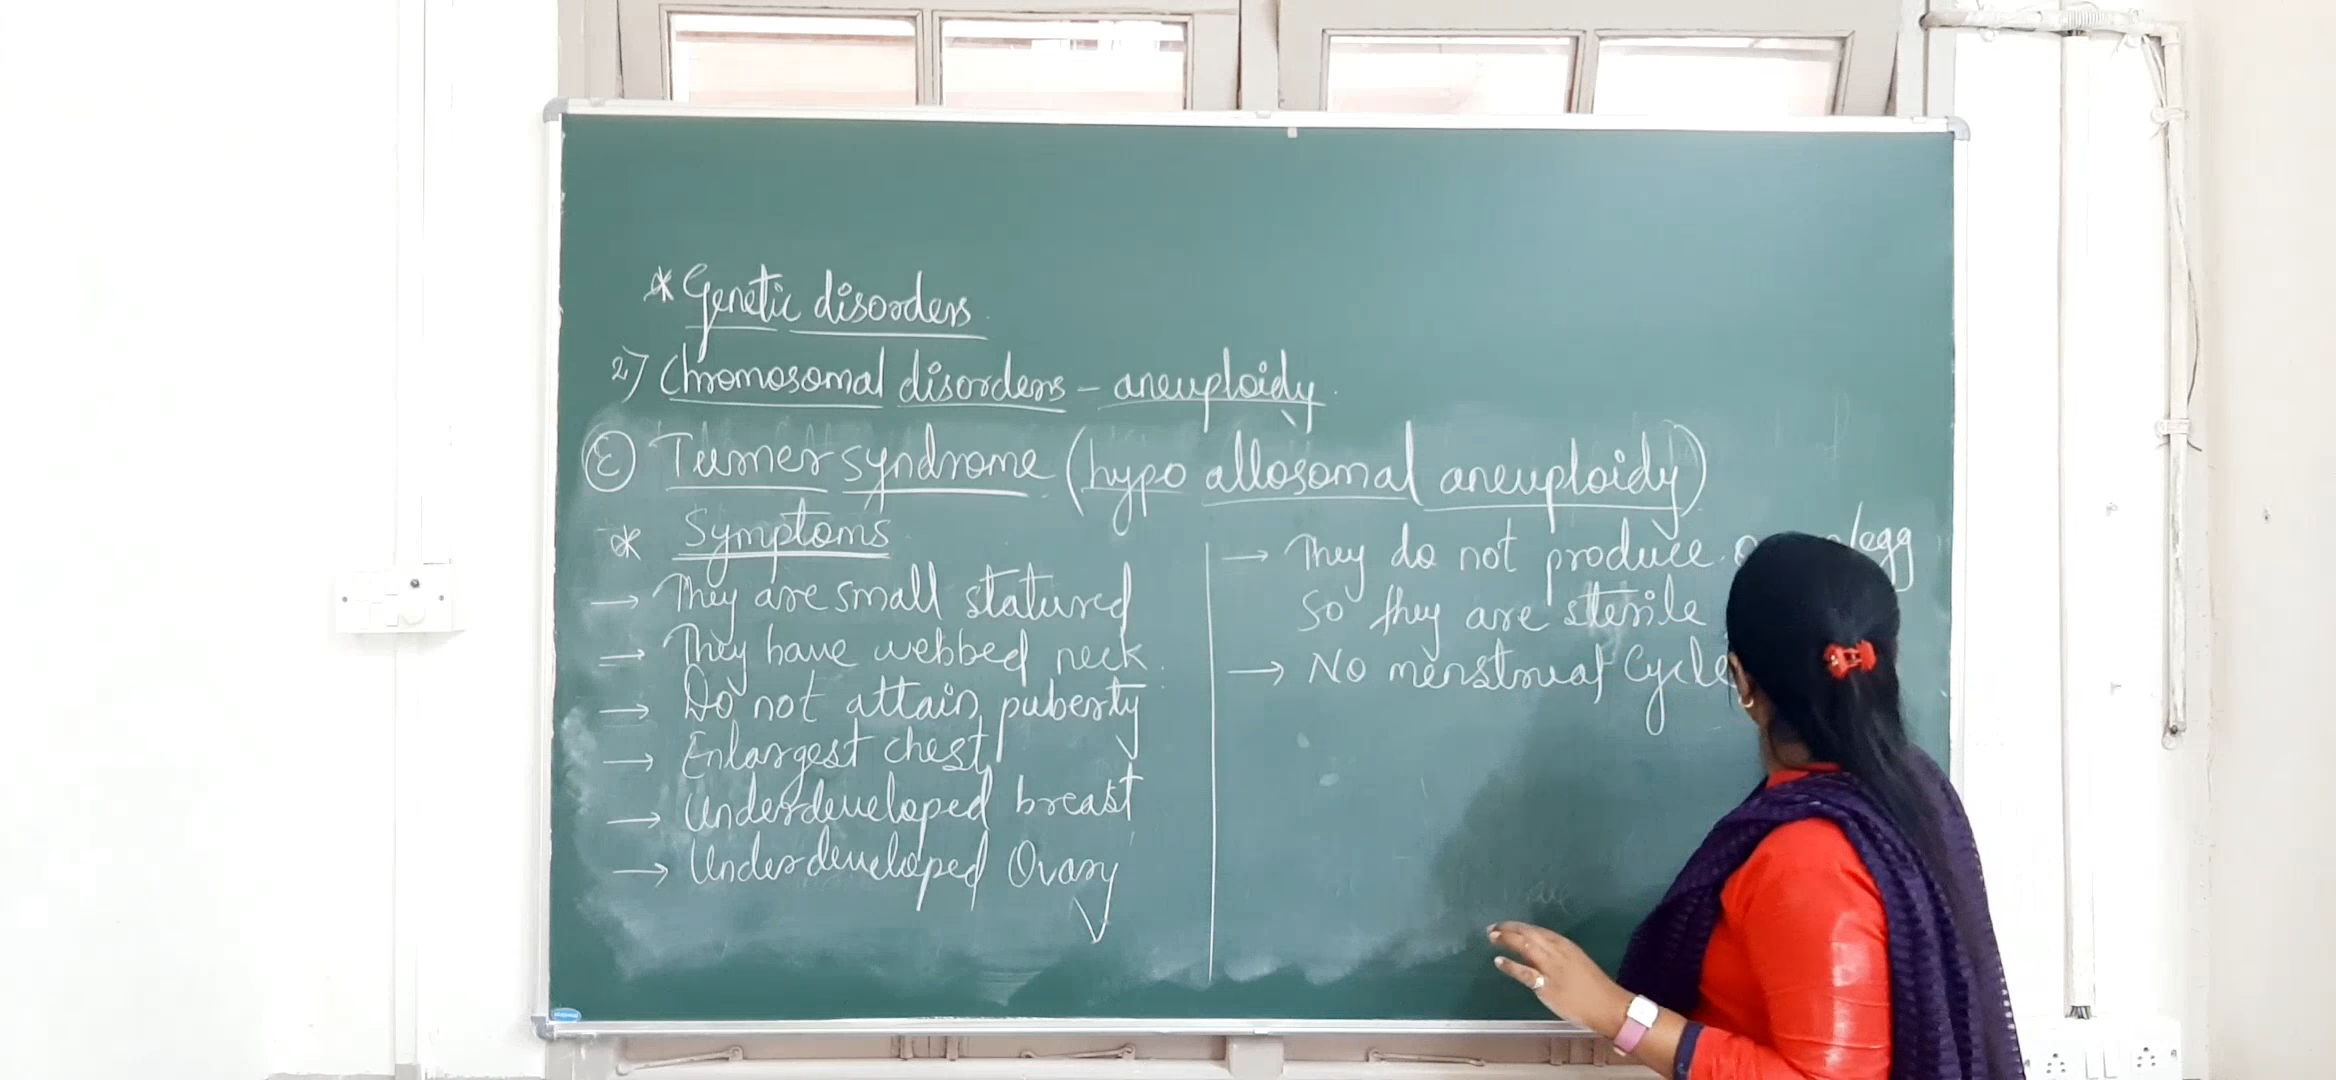 * Genetic disorders.
2) Chromosomal disorders - aneuploidy.
Turner syndrome. (hypo allosomal aneuploidy)
* Symptoms
→ They are small statured
→ They have webbed neck.
→ Do not attain puberty
→ Enlargest chest
→ Underdeveloped breast
→ Underdeveloped Ovary
→ They do not produce /egg
So they are sterile
→ No menstrual Cycle